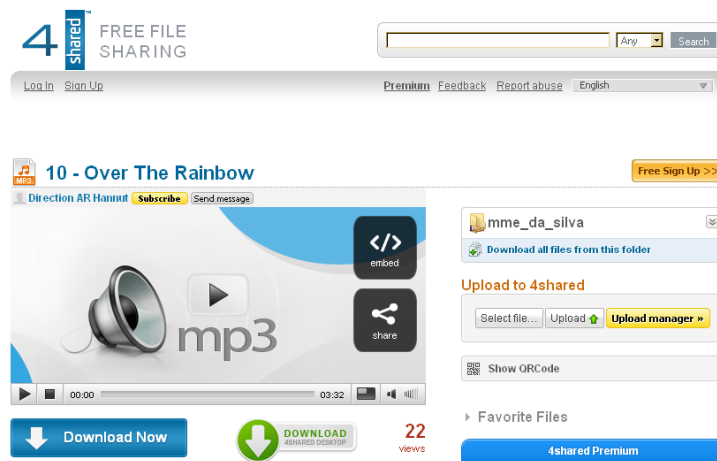 4 shared™
FREE FILE
SHARING
Any
Search
Log In Sign Up
Premium Feedback Report abuse English
MP3
10 - Over The Rainbow
Free Sign Up >>
Direction AR Hannut Subscribe Send message
</>
embed
share
mp3
00:00
03:32
Download Now
DOWNLOAD
4SHARED DESKTOP
22
views
mme_da_silva
Download all files from this folder
Upload to 4shared
Select file... Upload Upload manager »
Show QRCode
Favorite Files
4shared Premium